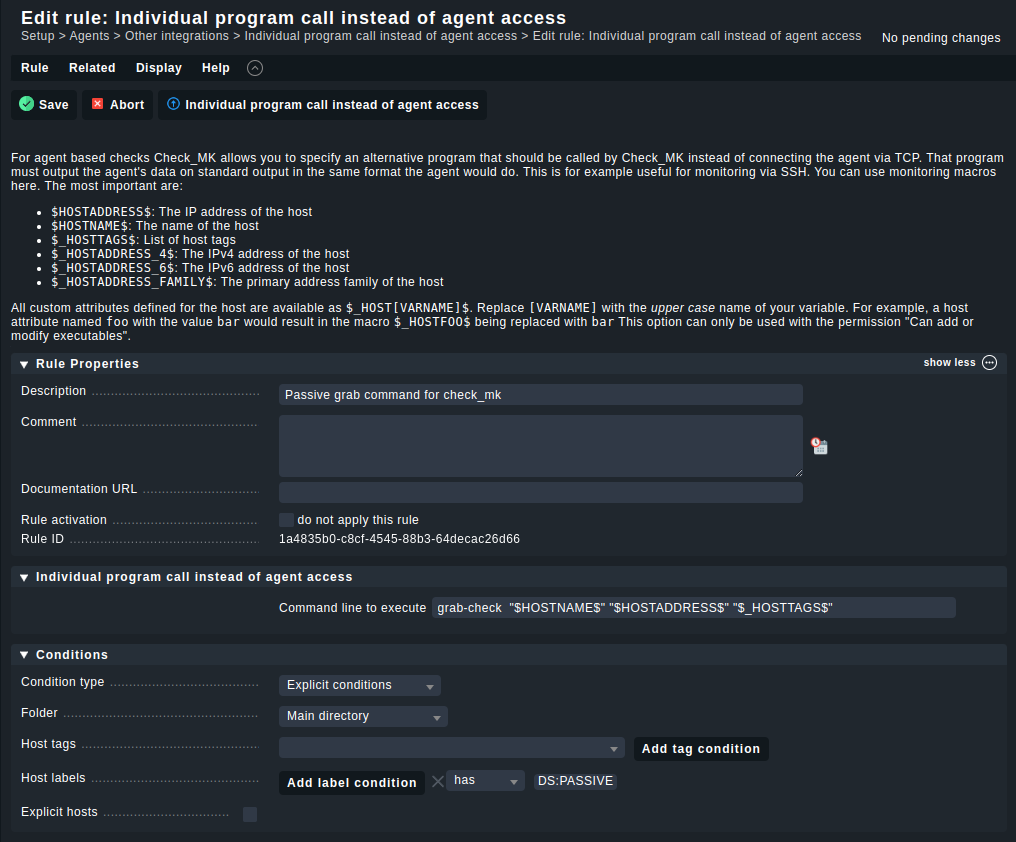 Edit rule: Individual program call instead of agent access
Setup > Agents > Other integrations > Individual program call instead of agent access > Edit rule: Individual program call instead of agent access
No pending changes
Rule Related Display Help
Save Abort Individual program call instead of agent access
For agent based checks Check_MK allows you to specify an alternative program that should be called by Check_MK instead of connecting the agent via TCP. That program
must output the agent's data on standard output in the same format the agent would do. This is for example useful for monitoring via SSH. You can use monitoring macros
here. The most important are:
• $HOSTADDRESS$: The IP address of the host
• $HOSTNAME$: The name of the host
• $_HOSTTAGS$: List of host tags
• $_HOSTADDRESS_4$: The IPv4 address of the host
• $_HOSTADDRESS_6$: The IPv6 address of the host
• $_HOSTADDRESS_FAMILY$: The primary address family of the host
All custom attributes defined for the host are available as $_HOST[VARNAME]$. Replace [VARNAME] with the upper case name of your variable. For example, a host
attribute named foo with the value bar would result in the macro $_HOSTFOO$ being replaced with bar This option can only be used with the permission "Can add or
modify executables".
Rule Properties
show less
Description
Passive grab command for check_mk
Comment
Documentation URL
Rule activation
do not apply this rule
Rule ID
1a4835b0-c8cf-4545-88b3-64decac26d66
Individual program call instead of agent access
Command line to execute grab-check "$HOSTNAME$" "$HOSTADDRESS$" "$_HOSTTAGS$"
Conditions
Condition type
Explicit conditions
Folder
Main directory
Host tags
Add tag condition
Host labels
Add label condition has DS:PASSIVE
Explicit hosts